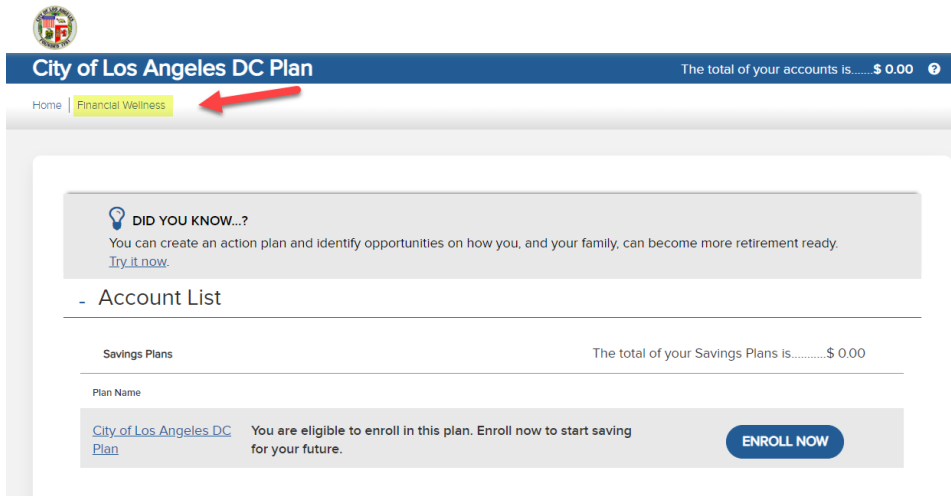 City of Los Angeles DC Plan
The total of your accounts is.......$ 0.00 ?
Home | Financial Wellness
DID YOU KNOW...?
You can create an action plan and identify opportunities on how you, and your family, can become more retirement ready.
Try it now.
- Account List
Savings Plans
The total of your Savings Plans is...........$ 0.00
Plan Name
City of Los Angeles DC
Plan
You are eligible to enroll in this plan. Enroll now to start saving
for your future.
ENROLL NOW